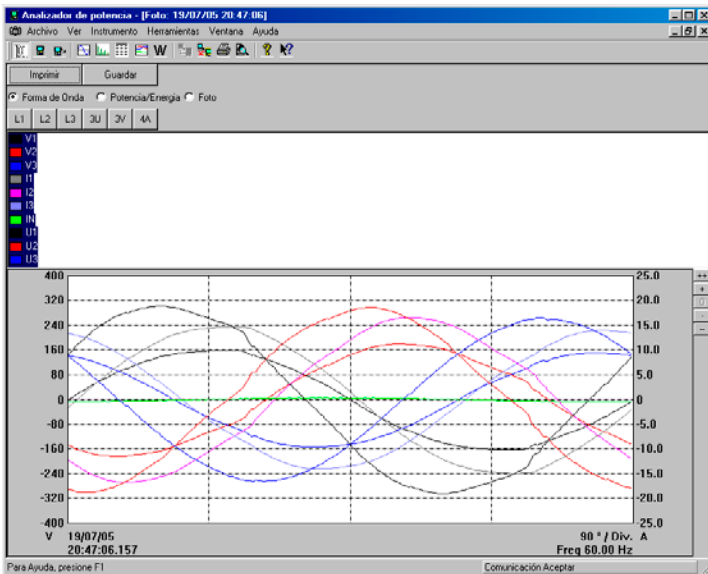 Analizador de potencia - [Foto: 19/07/05 20:47:06]
Archivo Ver Instrumento Herramientas Ventana Ayuda
W
Imprimir Guardar
Forma de Onda Potencia/Energia Foto
L1 L2 L3 3U 3V 4A
V1
V2
V3
I1
I2
I3
IN
U1
U2
U3
400 25.0
320 20.0
240 15.0
160 10.0
80 5.0
0 0
-80 -5.0
-160 -10.0
-240 -15.0
-320 -20.0
-400 -25.0
V 19/07/05 90 º / Div. A
20:47:06.157 Freq 60.00 Hz
Para Ayuda, presione F1 Comunicación Aceptar